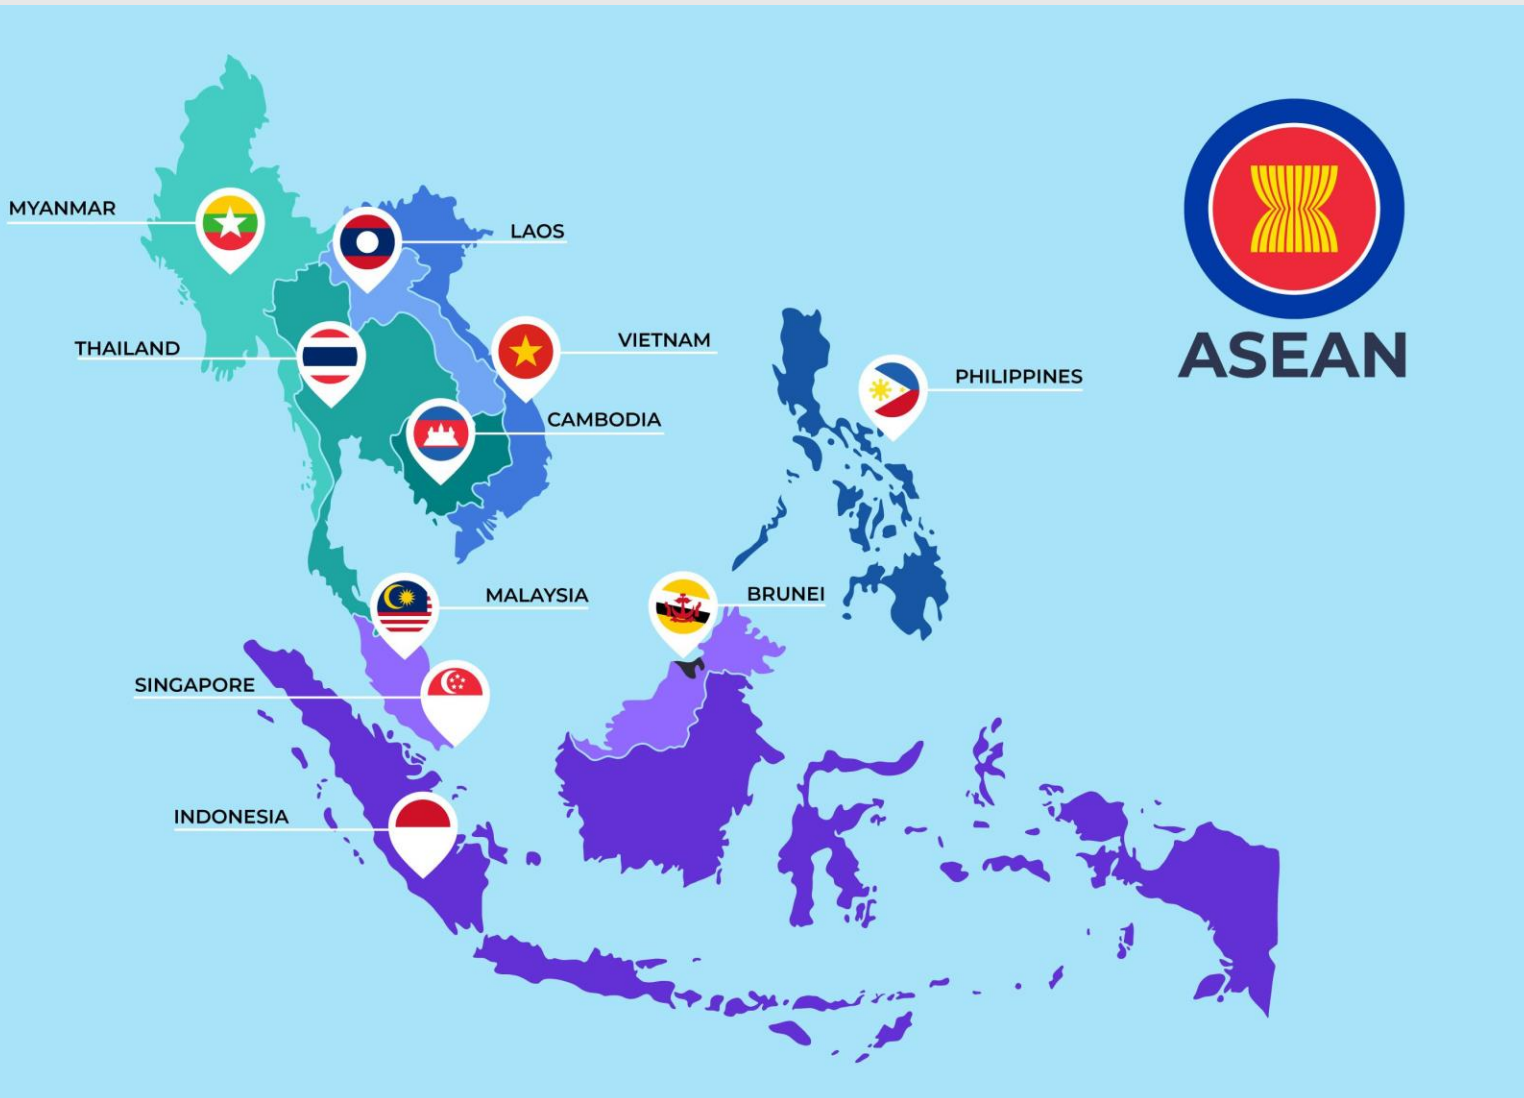 MYANMAR
LAOS
THAILAND
VIETNAM
ASEAN
PHILIPPINES
CAMBODIA
MALAYSIA
BRUNEI
SINGAPORE
INDONESIA